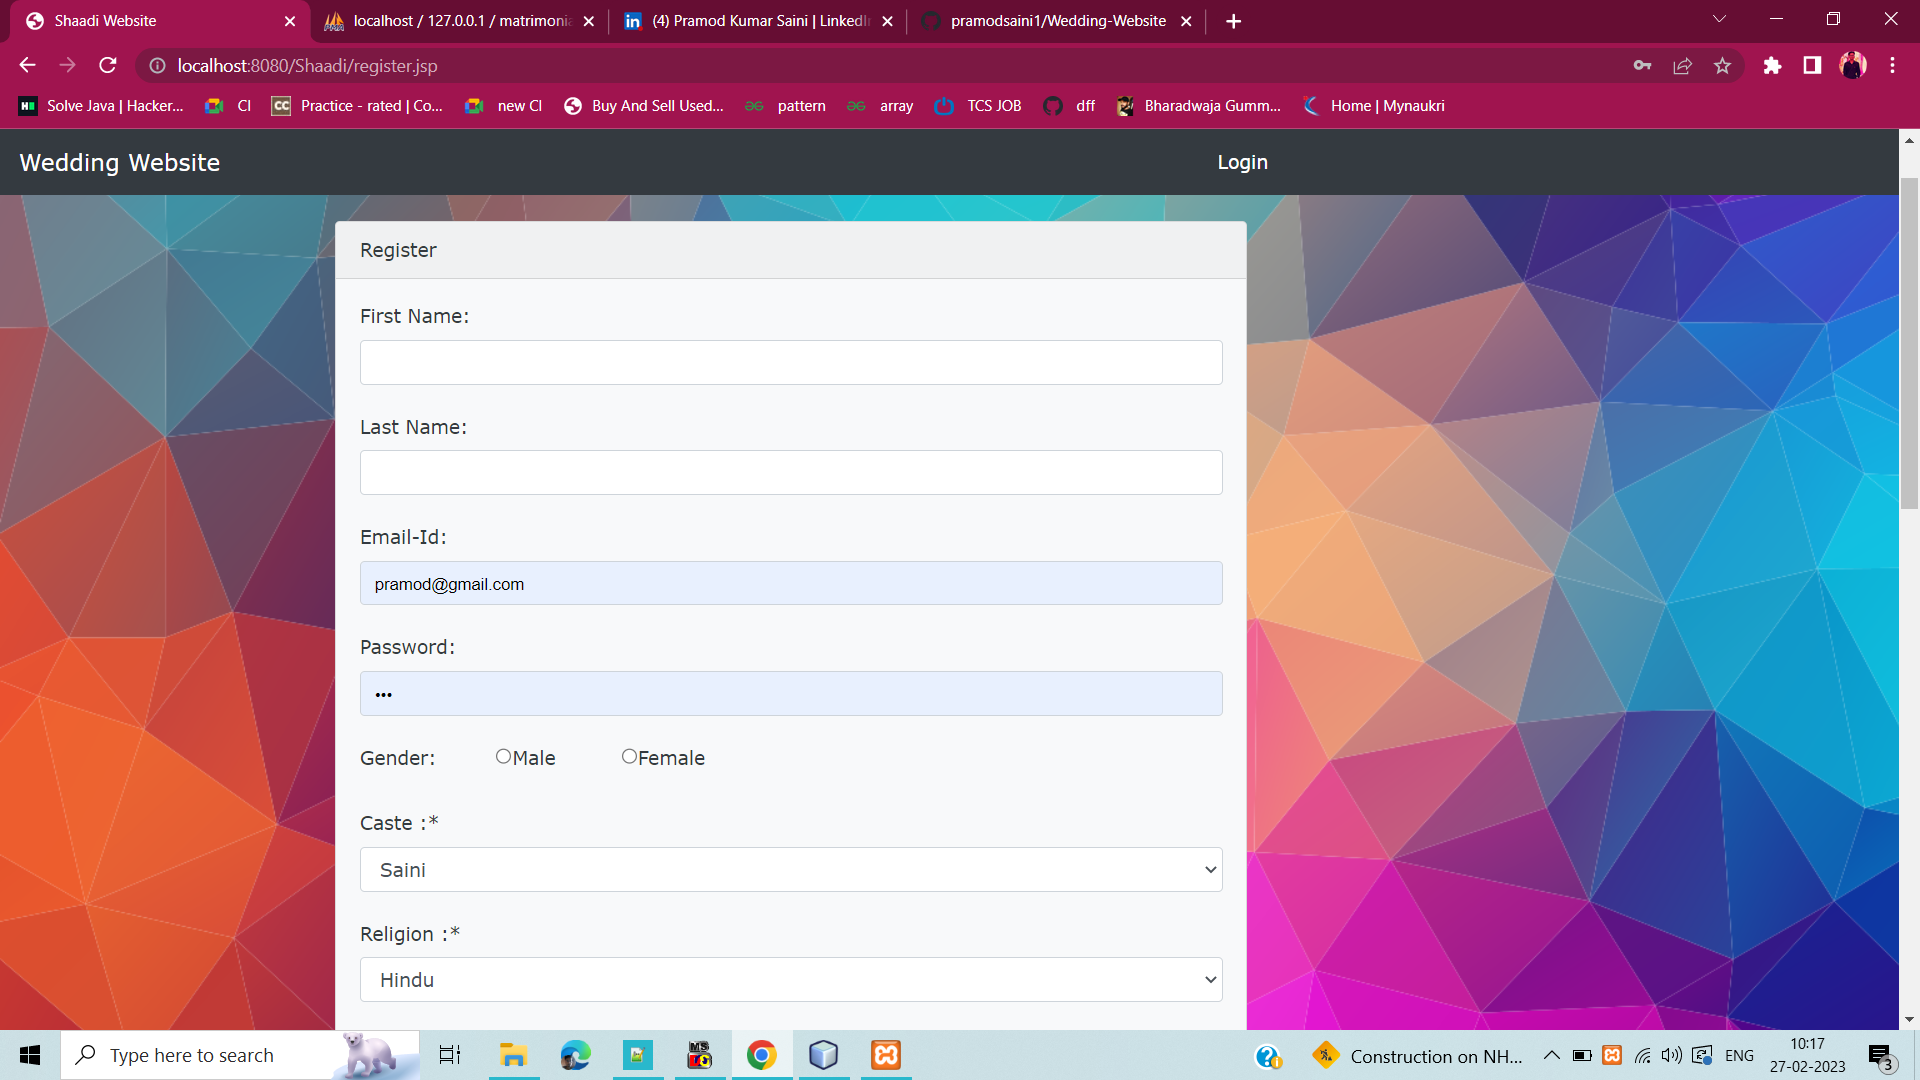 Shaadi Website
localhost / 127.0.0.1 / matrimonia
(4) Pramod Kumar Saini | LinkedIn
pramodsaini1/Wedding-Website
localhost:8080/Shaadi/register.jsp
Solve Java | Hacker...
CI
Practice - rated | Co...
new CI
Buy And Sell Used...
pattern
array
TCS JOB
dff
Bharadwaja Gumm...
Home | Mynaukri
Wedding Website
Login
Register
First Name:
Last Name:
Email-Id:
pramod@gmail.com
Password:
•••
Gender: Male Female
Caste :*
Saini
Religion :*
Hindu
Type here to search
Construction on NH...
ENG
10:17
27-02-2023
3